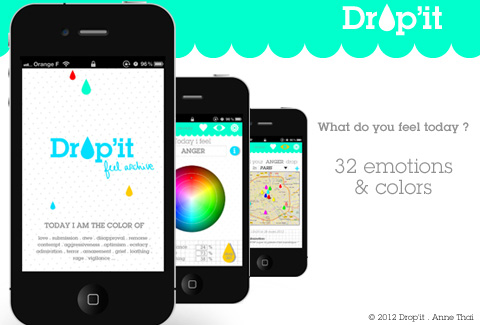 Drop'it
Orange F
96 %
Drop'it
feel archive
TODAY I AM THE COLOR OF
love . submission . awe . disapproval . remorse .
contempt . aggressiveness . optimism . ecstacy .
admiration . terror . amazement . grief . loathing
rage . vigilance ...
96 %
Today i feel
ANGER
ANGER
PARIS
What do you feel today ?
32 emotions
& colors
© 2012 Drop'it . Anne Thai